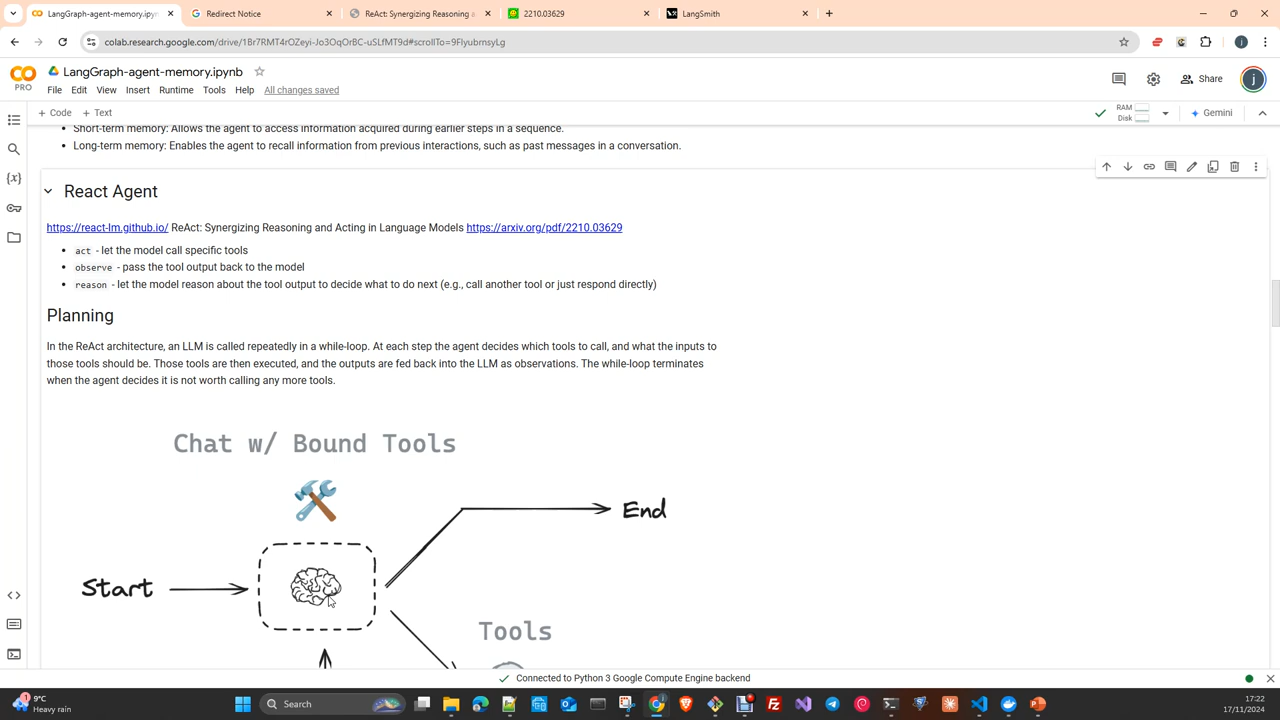 LangGraph-agent-memory.ipyn
Redirect Notice
ReAct: Synergizing Reasoning a
2210.03629
LangSmith
colab.research.google.com/drive/1Br7RMT4rOZeyi-Jo3OqOrBC-uSLfMT9d#scrollTo=9FlyubrnsyLg
CO
PRO
LangGraph-agent-memory.ipynb
File Edit View Insert Runtime Tools Help All changes saved
Share
j
+ Code + Text
RAM
Disk
Gemini
Short-term memory: Allows the agent to access information acquired during earlier steps in a sequence.
Long-term memory: Enables the agent to recall information from previous interactions, such as past messages in a conversation.
React Agent
https://react-lm.github.io/ ReAct: Synergizing Reasoning and Acting in Language Models https://arxiv.org/pdf/2210.03629
act - let the model call specific tools
observe - pass the tool output back to the model
reason - let the model reason about the tool output to decide what to do next (e.g., call another tool or just respond directly)
Planning
In the ReAct architecture, an LLM is called repeatedly in a while-loop. At each step the agent decides which tools to call, and what the inputs to
those tools should be. Those tools are then executed, and the outputs are fed back into the LLM as observations. The while-loop terminates
when the agent decides it is not worth calling any more tools.
Chat w/ Bound Tools
End
Start
Tools
Connected to Python 3 Google Compute Engine backend
9°C
Heavy rain
Search
17:22
17/11/2024